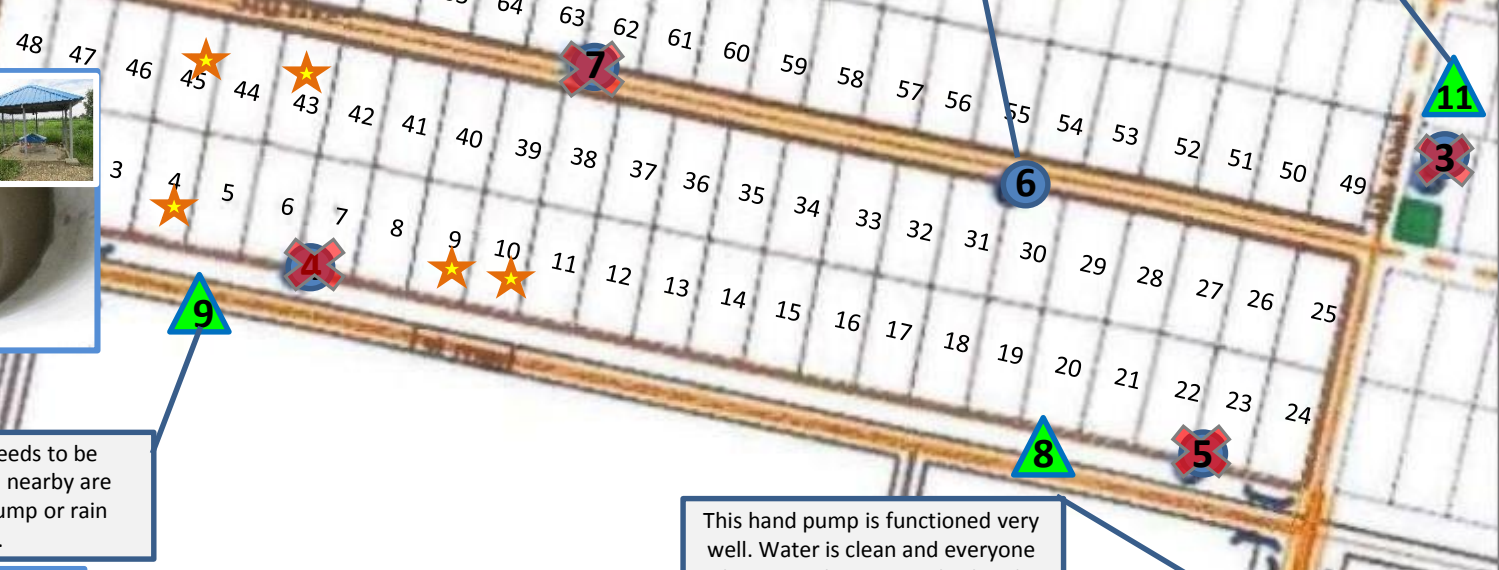 64 63 62 61 60 59 58 57 56 55 54 53 52 51 50 49
48 47 46 45 44 43 42 41 40 39 38 37 36 35 34 33 32 31 30 29 28 27 26 25
3 4 5 6 7 8 9 10 11 12 13 14 15 16 17 18 19 20 21 22 23 24
7
6
11
3
4
9
8
5
eeds to be
nearby are
ump or rain
.
This hand pump is functioned very
well. Water is clean and everyone